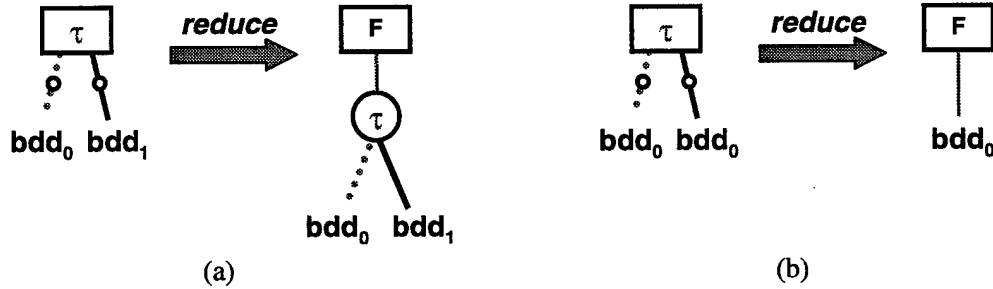 τ reduce F
τ
bdd₀ bdd₁
bdd₀ bdd₁
(a)
τ reduce F
bdd₀ bdd₀ bdd₀
(b)